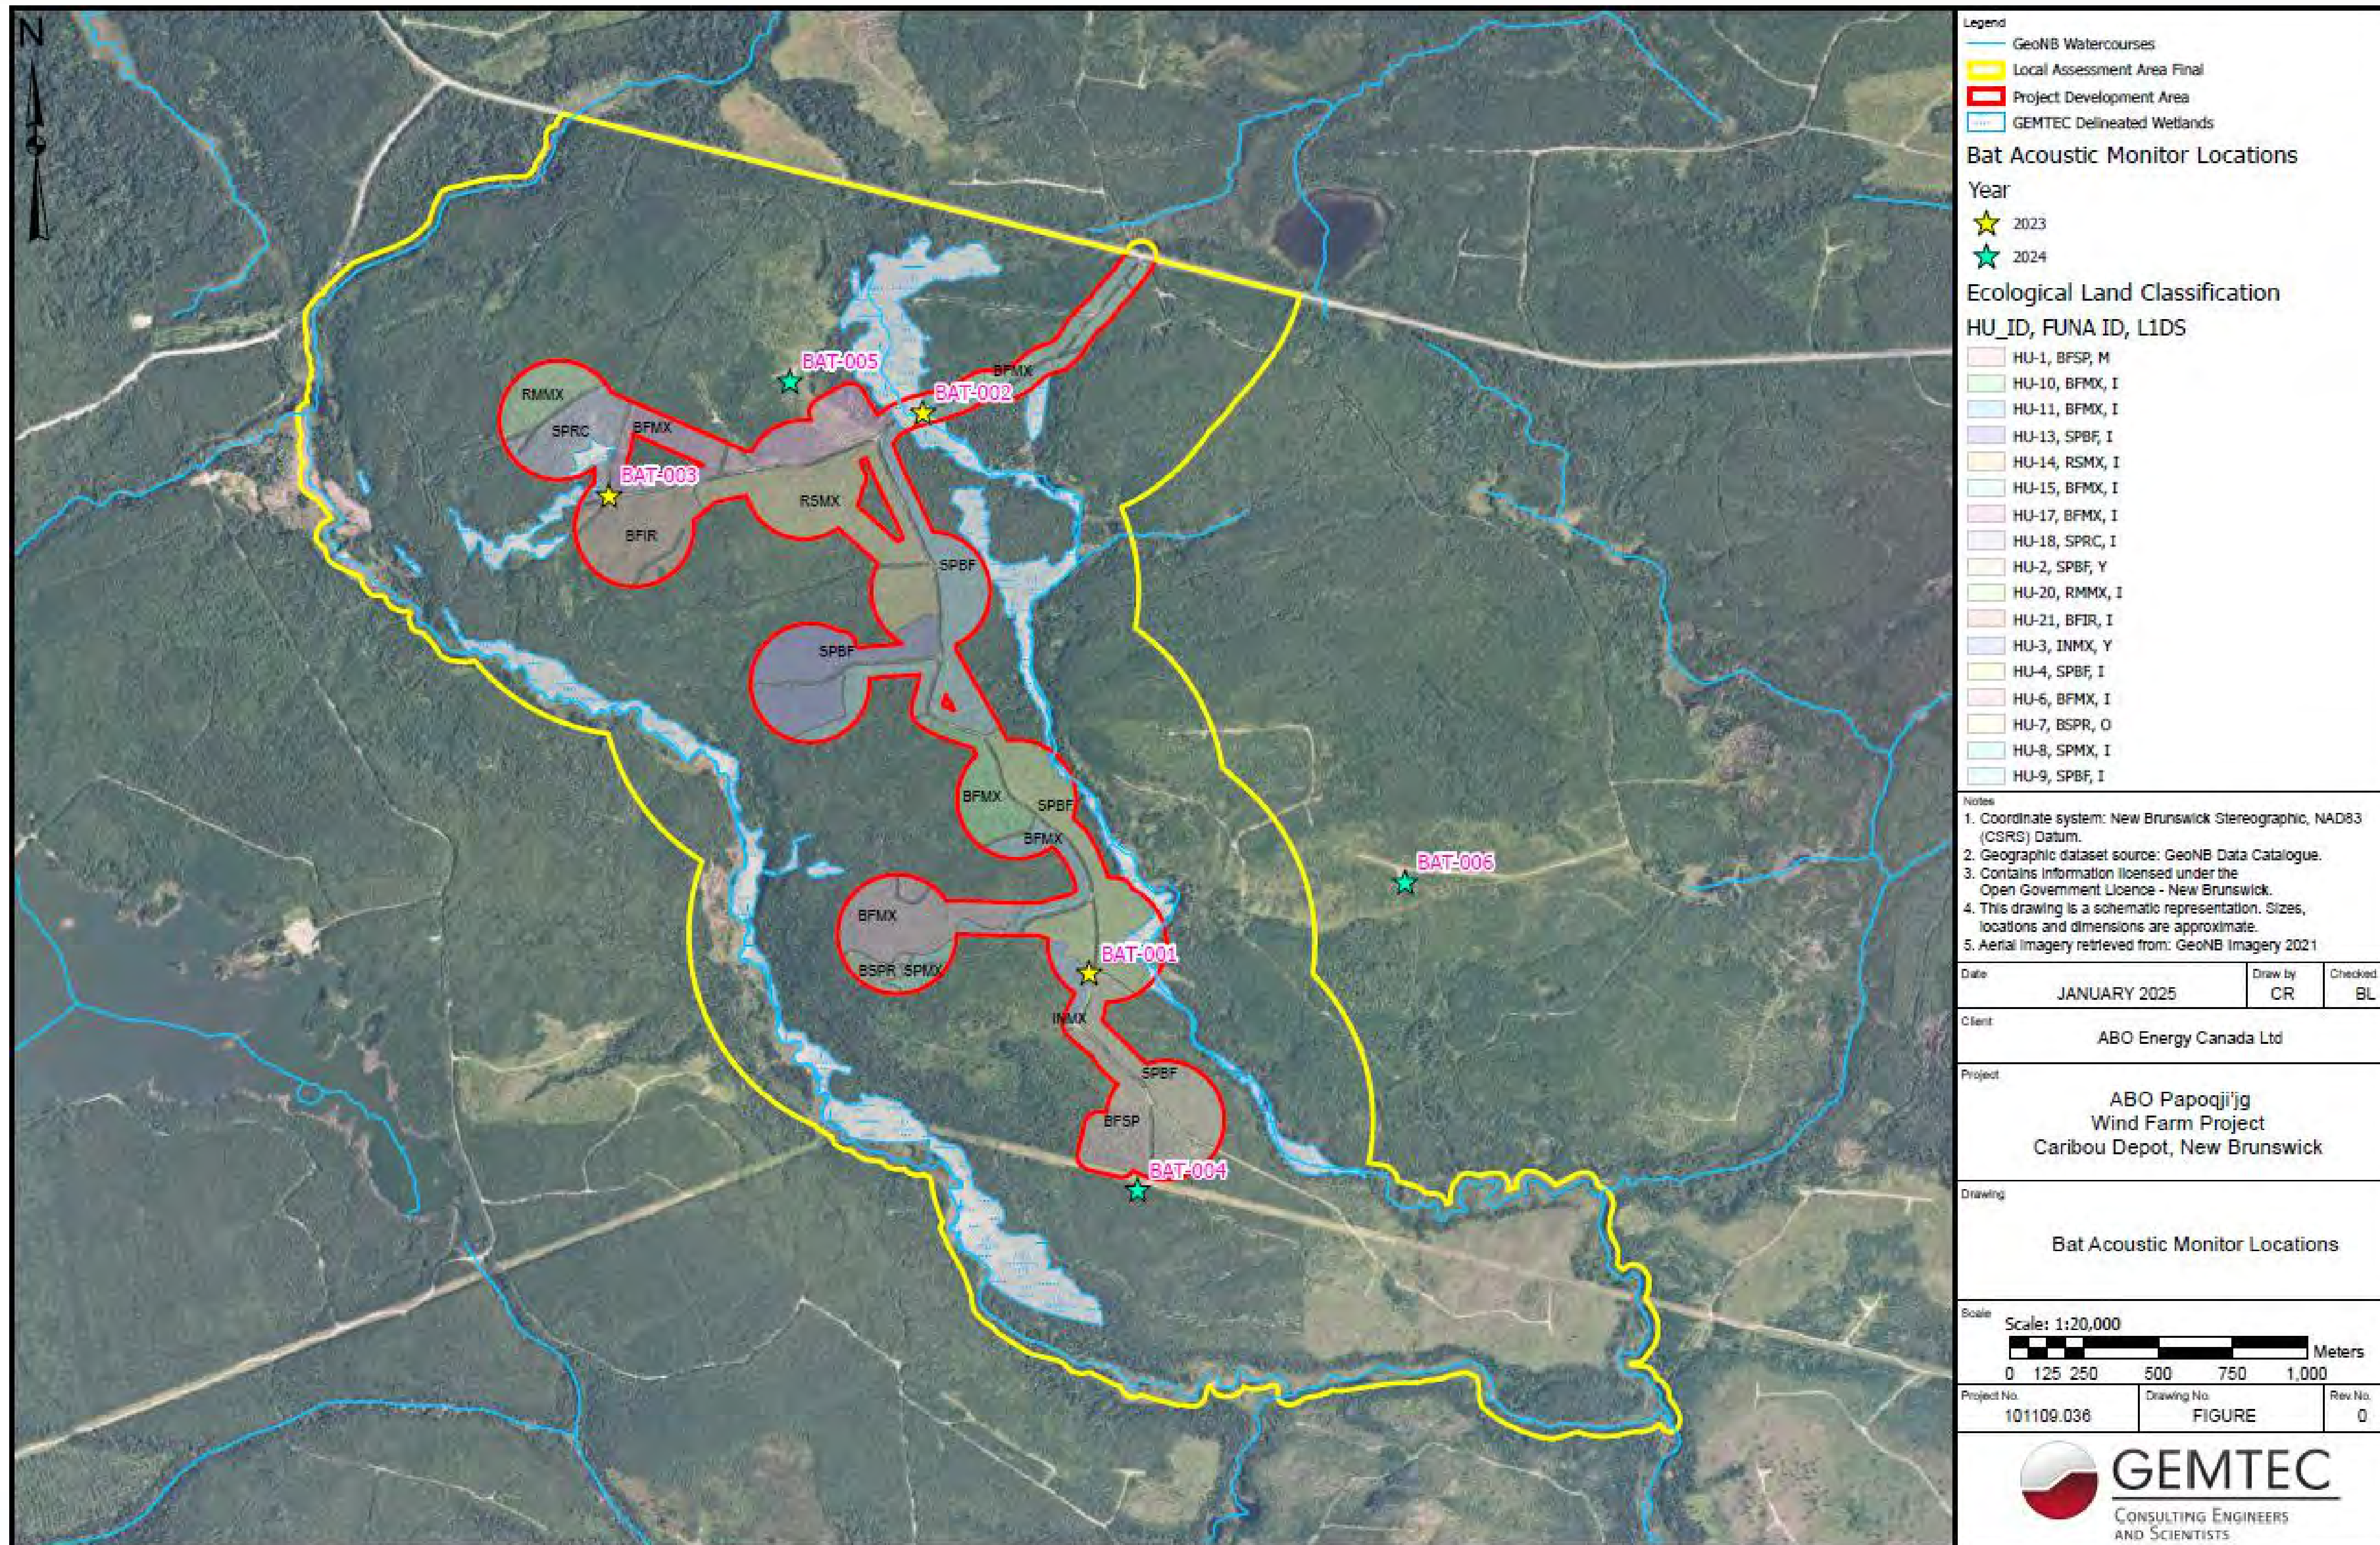 N
BAT-005
BFMX
BAT-002
RMMX
SPRC
BFMX
BAT-003
RSMX
BFIR
SPBF
SPBF
BFMX
SPBF
BFMX
BAT-006
BFMX
BAT-001
BSPR
SPMX
INMX
SPBF
BFSP
BAT-004
Legend
GeoNB Watercourses
Local Assessment Area Final
Project Development Area
GEMTEC Delineated Wetlands
Bat Acoustic Monitor Locations
Year
2023
2024
Ecological Land Classification
HU_ID, FUNA ID, L1DS
HU-1, BFSP, M
HU-10, BFMX, I
HU-11, BFMX, I
HU-13, SPBF, I
HU-14, RSMX, I
HU-15, BFMX, I
HU-17, BFMX, I
HU-18, SPRC, I
HU-2, SPBF, Y
HU-20, RMMX, I
HU-21, BFIR, I
HU-3, INMX, Y
HU-4, SPBF, I
HU-6, BFMX, I
HU-7, BSPR, O
HU-8, SPMX, I
HU-9, SPBF, I
Notes
1. Coordinate system: New Brunswick Stereographic, NAD83
(CSRS) Datum.
2. Geographic dataset source: GeoNB Data Catalogue.
3. Contains information licensed under the
Open Government Licence - New Brunswick.
4. This drawing is a schematic representation. Sizes,
locations and dimensions are approximate.
5. Aerial Imagery retrieved from: GeoNB Imagery 2021
Date
JANUARY 2025
Draw by
CR
Checked
BL
Client
ABO Energy Canada Ltd
Project
ABO Papoqji'jg
Wind Farm Project
Caribou Depot, New Brunswick
Drawing
Bat Acoustic Monitor Locations
Scale
Scale: 1:20,000
Meters
0 125 250 500 750 1,000
Project No.
101109.036
Drawing No.
FIGURE
Rev.No.
0
GEMTEC
CONSULTING ENGINEERS
AND SCIENTISTS